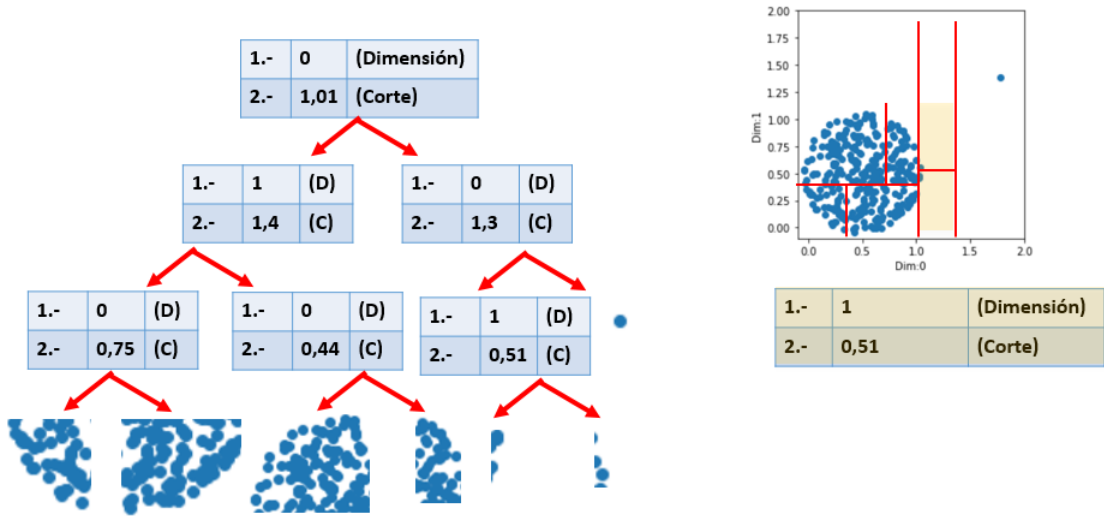 1.- 0 (Dimensión)
2.- 1,01 (Corte)
1.- 1 (D)
2.- 1,4 (C)
1.- 0 (D)
2.- 1,3 (C)
1.- 0 (D)
2.- 0,75 (C)
1.- 0 (D)
2.- 0,44 (C)
1.- 1 (D)
2.- 0,51 (C)
2.00
1.75
1.50
1.25
1.00
0.75
0.50
0.25
0.00
Dim:1
0.0 0.5 1.0 1.5 2.0
Dim:0
1.- 1 (Dimensión)
2.- 0,51 (Corte)